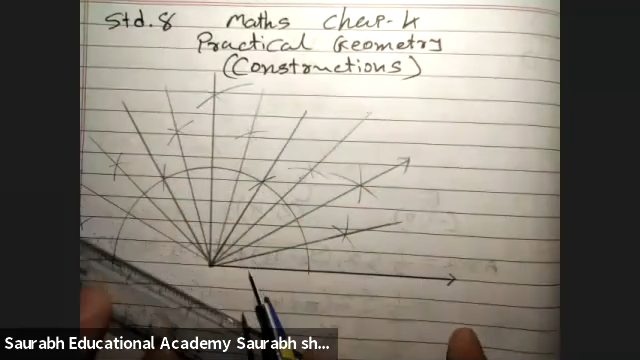 Std.8 Maths Chap-4
Practical Geometry
(Constructions)
Saurabh Educational Academy Saurabh sh...